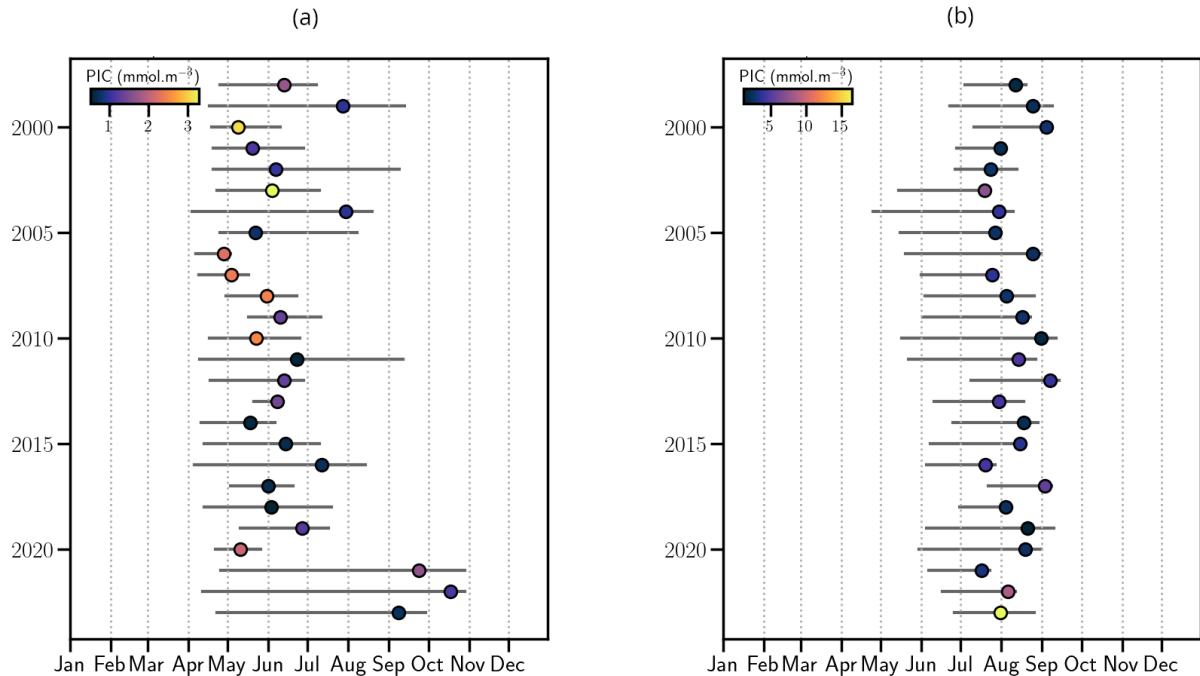 (a)
PIC (mmol.m⁻³)
1 2 3
2000
2005
2010
2015
2020
Jan Feb Mar Apr May Jun Jul Aug Sep Oct Nov Dec
(b)
PIC (mmol.m⁻³)
5 10 15
2000
2005
2010
2015
2020
Jan Feb Mar Apr May Jun Jul Aug Sep Oct Nov Dec